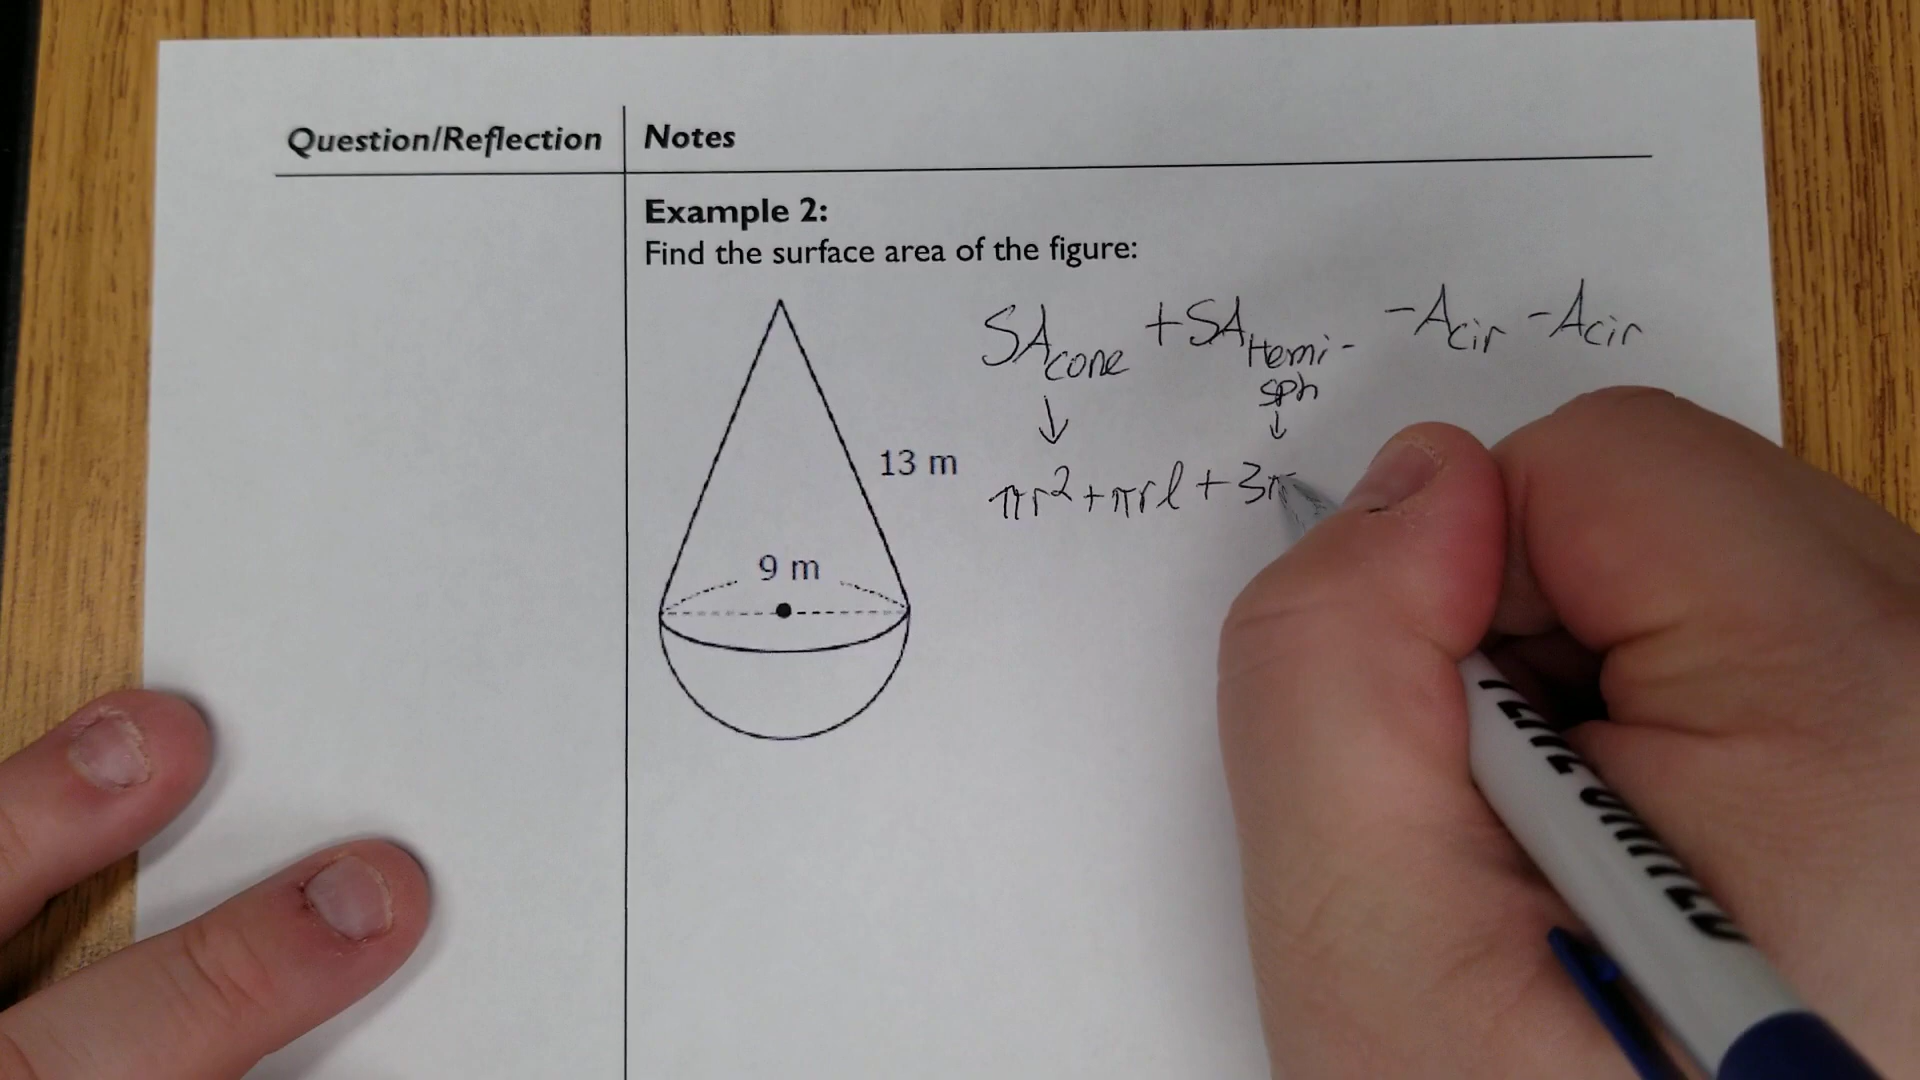 Question/Reflection Notes
Example 2:
Find the surface area of the figure:
SAcone + SAHemi- - Acir - Acir
sph
↓ ↓
13 m
πr²+πrl + 3π
9 m